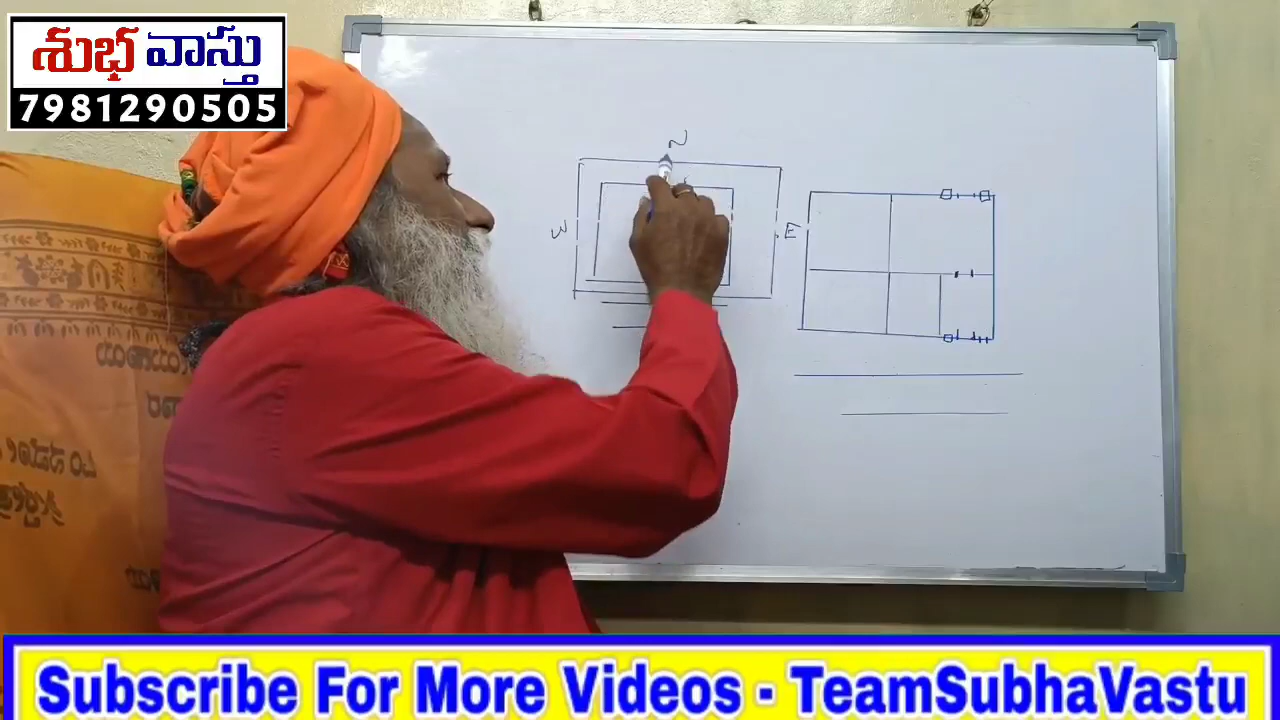 శుభ వాస్తు
7981290505
N
W
E
Subscribe For More Videos - TeamSubhaVastu